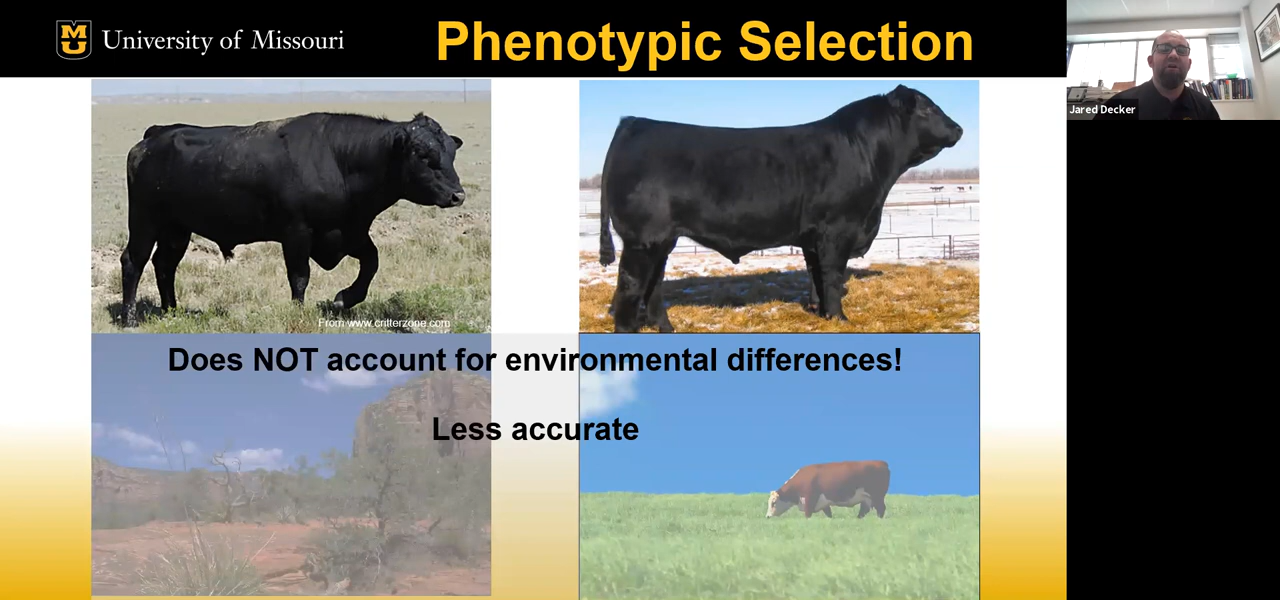 MU
University of Missouri
Phenotypic Selection
Jared Decker
From www.critterzone.com
Does NOT account for environmental differences!
Less accurate